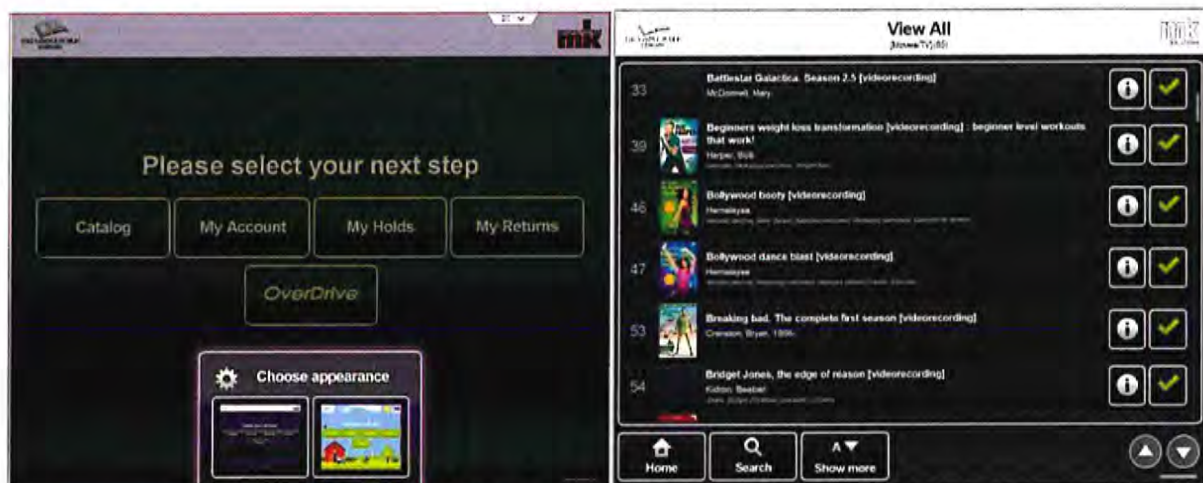 mk
Please select your next step
Catalog
My Account
My Holds
My Returns
OverDrive
Choose appearance
View All
33
Battlestar Galactica. Season 2.5 [videorecording]
McDonnell, Mary.
39
Beginners weight loss transformation [videorecording] : beginner level workouts
that work!
Harper, Bob
46
Bollywood booty [videorecording]
Hemalayaa.
47
Bollywood dance blast [videorecording]
Hemalayaa
53
Breaking bad. The complete first season [videorecording]
Cranston, Bryan, 1956-
54
Bridget Jones, the edge of reason [videorecording]
Kidron, Beeban.
Home
Search
A
Show more